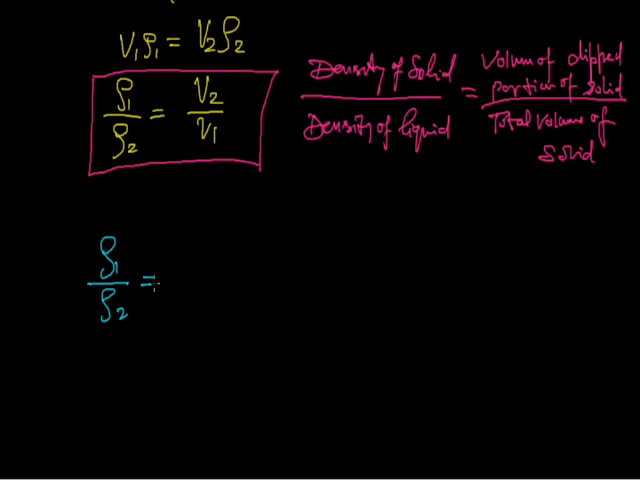 V₁ρ₁ = V₂ρ₂
ρ₁/ρ₂ = V₂/V₁
Density of Solid / Density of liquid = Volum of dipped portion of solid / Total Volume of Solid
ρ₁/ρ₂ =